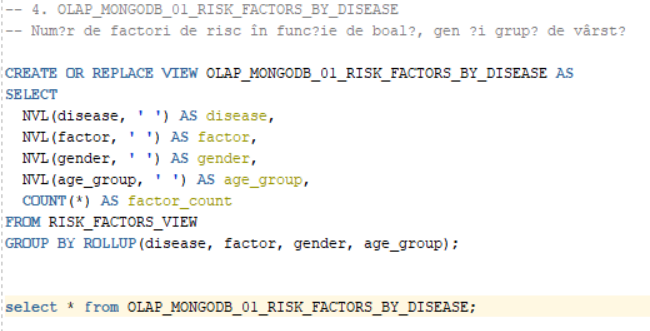 -- 4. OLAP_MONGODB_01_RISK_FACTORS_BY_DISEASE
-- Num?r de factori de risc în func?ie de boal?, gen ?i grup? de vârst?
CREATE OR REPLACE VIEW OLAP_MONGODB_01_RISK_FACTORS_BY_DISEASE AS
SELECT
NVL(disease, ' ') AS disease,
NVL(factor, ' ') AS factor,
NVL(gender, ' ') AS gender,
NVL(age_group, ' ') AS age_group,
COUNT(*) AS factor_count
FROM RISK_FACTORS_VIEW
GROUP BY ROLLUP(disease, factor, gender, age_group);
select * from OLAP_MONGODB_01_RISK_FACTORS_BY_DISEASE;